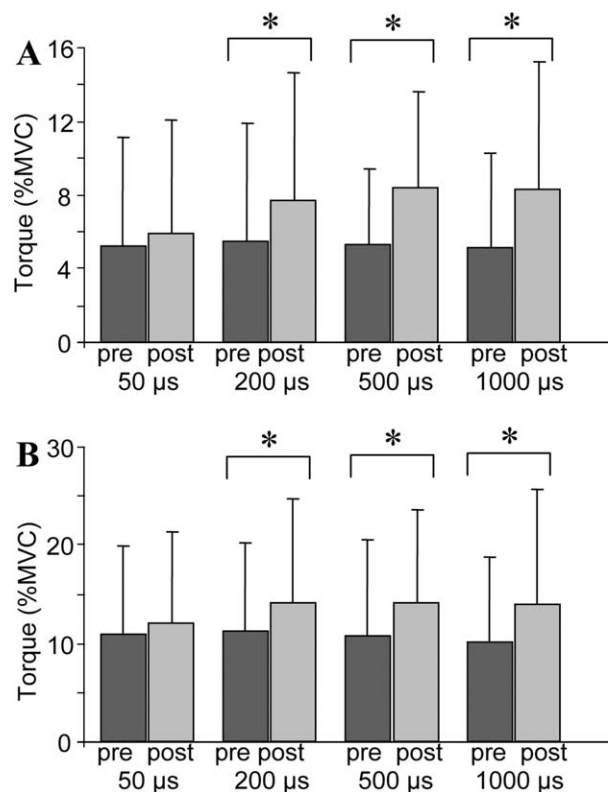 * * *
A
16
12
8
4
0
Torque (%MVC)
pre post pre post pre post pre post
50 µs 200 µs 500 µs 1000 µs
* * *
B
30
20
10
0
Torque (%MVC)
pre post pre post pre post pre post
50 µs 200 µs 500 µs 1000 µs